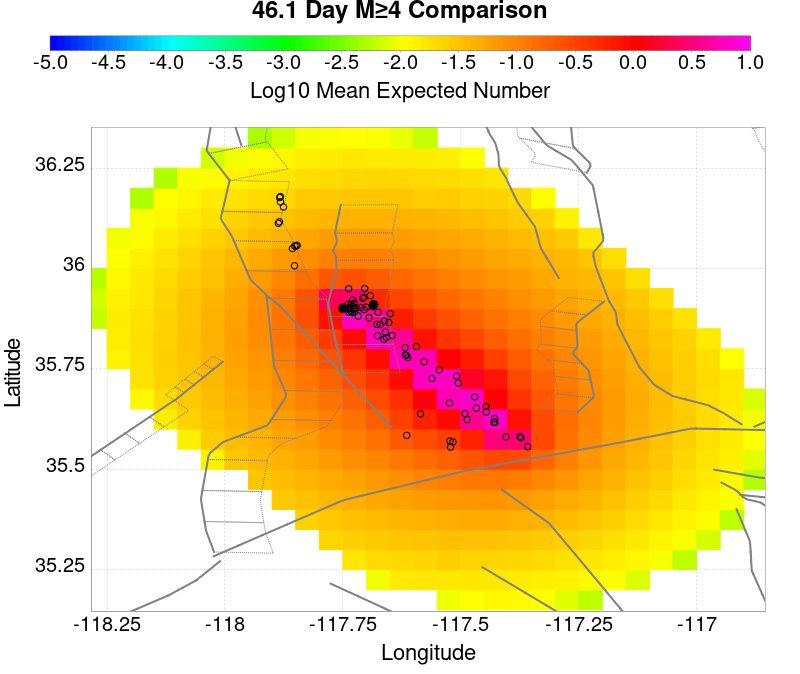 46.1 Day M≥4 Comparison
-5.0 -4.5 -4.0 -3.5 -3.0 -2.5 -2.0 -1.5 -1.0 -0.5 0.0 0.5 1.0
Log10 Mean Expected Number
36.25
36
35.75
35.5
35.25
Latitude
-118.25 -118 -117.75 -117.5 -117.25 -117
Longitude